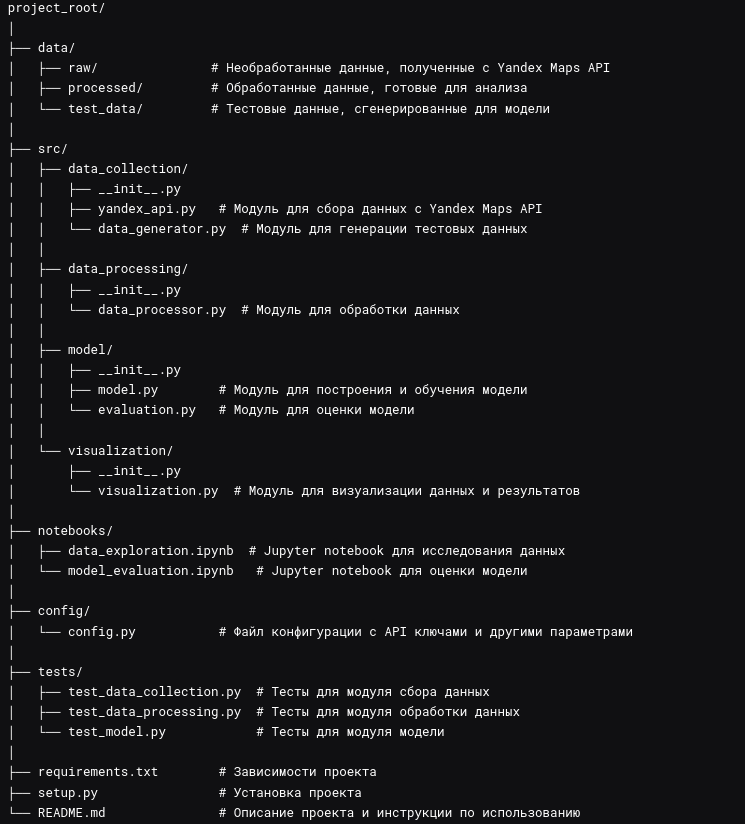 project_root/
│
├── data/
│   ├── raw/               # Необработанные данные, полученные с Yandex Maps API
│   ├── processed/         # Обработанные данные, готовые для анализа
│   └── test_data/         # Тестовые данные, сгенерированные для модели
│
├── src/
│   ├── data_collection/
│   │   ├── __init__.py
│   │   ├── yandex_api.py   # Модуль для сбора данных с Yandex Maps API
│   │   └── data_generator.py  # Модуль для генерации тестовых данных
│   │
│   ├── data_processing/
│   │   ├── __init__.py
│   │   └── data_processor.py  # Модуль для обработки данных
│   │
│   ├── model/
│   │   ├── __init__.py
│   │   ├── model.py        # Модуль для построения и обучения модели
│   │   └── evaluation.py   # Модуль для оценки модели
│   │
│   └── visualization/
│       ├── __init__.py
│       └── visualization.py  # Модуль для визуализации данных и результатов
│
├── notebooks/
│   ├── data_exploration.ipynb  # Jupyter notebook для исследования данных
│   └── model_evaluation.ipynb   # Jupyter notebook для оценки модели
│
├── config/
│   └── config.py           # Файл конфигурации с API ключами и другими параметрами
│
├── tests/
│   ├── test_data_collection.py  # Тесты для модуля сбора данных
│   ├── test_data_processing.py  # Тесты для модуля обработки данных
│   └── test_model.py            # Тесты для модуля модели
│
├── requirements.txt        # Зависимости проекта
├── setup.py                # Установка проекта
└── README.md               # Описание проекта и инструкции по использованию